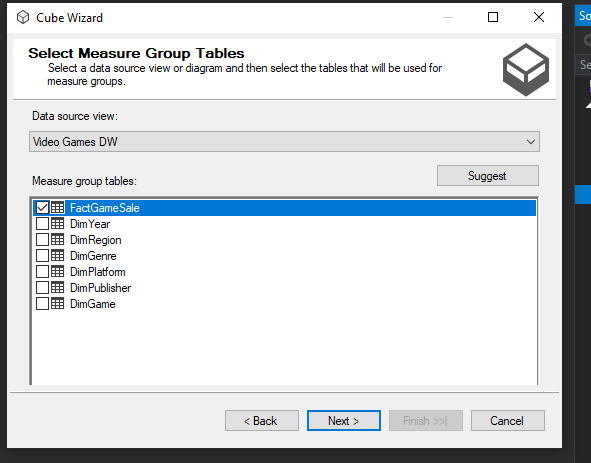 Cube Wizard
So
Select Measure Group Tables
Select a data source view or diagram and then select the tables that will be used for
measure groups.
Se
Data source view:
Video Games DW
Suggest
Measure group tables:
FactGameSale
DimYear
DimRegion
DimGenre
DimPlatform
DimPublisher
DimGame
< Back
Next >
Finish >>|
Cancel